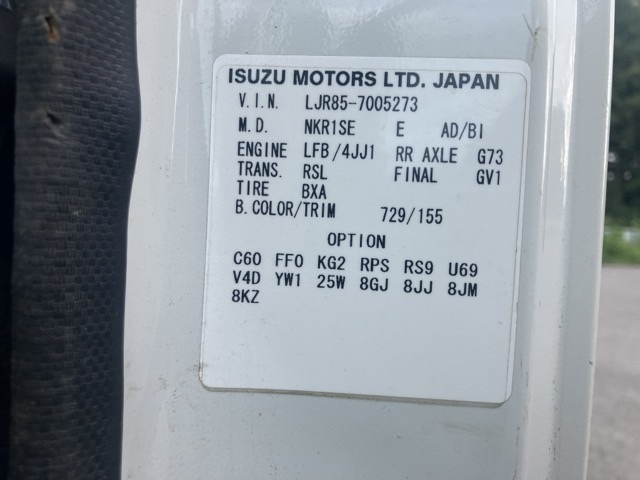 ISUZU MOTORS LTD. JAPAN
V.I.N. LJR85-7005273
M.D. NKR1SE E AD/BI
ENGINE LFB/4JJ1 RR AXLE G73
TRANS. RSL FINAL GV1
TIRE BXA
B.COLOR/TRIM 729/155
OPTION
C60 FF0 KG2 RPS RS9 U69
V4D YW1 25W 8GJ 8JJ 8JM
8KZ